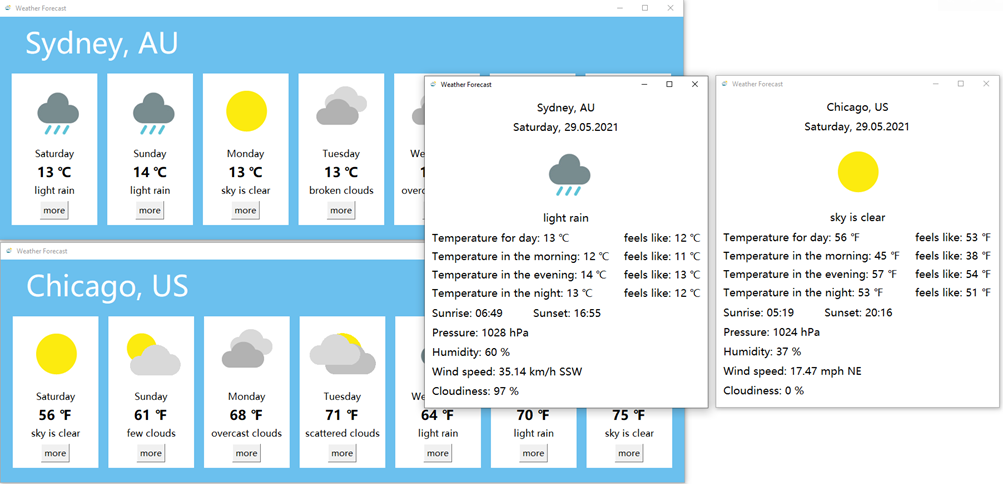 Weather Forecast
Sydney, AU
Saturday
13 ℃
light rain
more
Sunday
14 ℃
light rain
more
Monday
13 ℃
sky is clear
more
Tuesday
13 ℃
broken clouds
more
Weather Forecast
Chicago, US
Saturday
56 ℉
sky is clear
more
Sunday
61 ℉
few clouds
more
Monday
68 ℉
overcast clouds
more
Tuesday
71 ℉
scattered clouds
more
64 ℉
light rain
more
70 ℉
light rain
more
75 ℉
sky is clear
more
Weather Forecast
Sydney, AU
Saturday, 29.05.2021
light rain
Temperature for day: 13 ℃ feels like: 12 ℃
Temperature in the morning: 12 ℃ feels like: 11 ℃
Temperature in the evening: 14 ℃ feels like: 13 ℃
Temperature in the night: 13 ℃ feels like: 12 ℃
Sunrise: 06:49 Sunset: 16:55
Pressure: 1028 hPa
Humidity: 60 %
Wind speed: 35.14 km/h SSW
Cloudiness: 97 %
Weather Forecast
Chicago, US
Saturday, 29.05.2021
sky is clear
Temperature for day: 56 ℉ feels like: 53 ℉
Temperature in the morning: 45 ℉ feels like: 38 ℉
Temperature in the evening: 57 ℉ feels like: 54 ℉
Temperature in the night: 53 ℉ feels like: 51 ℉
Sunrise: 05:19 Sunset: 20:16
Pressure: 1024 hPa
Humidity: 37 %
Wind speed: 17.47 mph NE
Cloudiness: 0 %